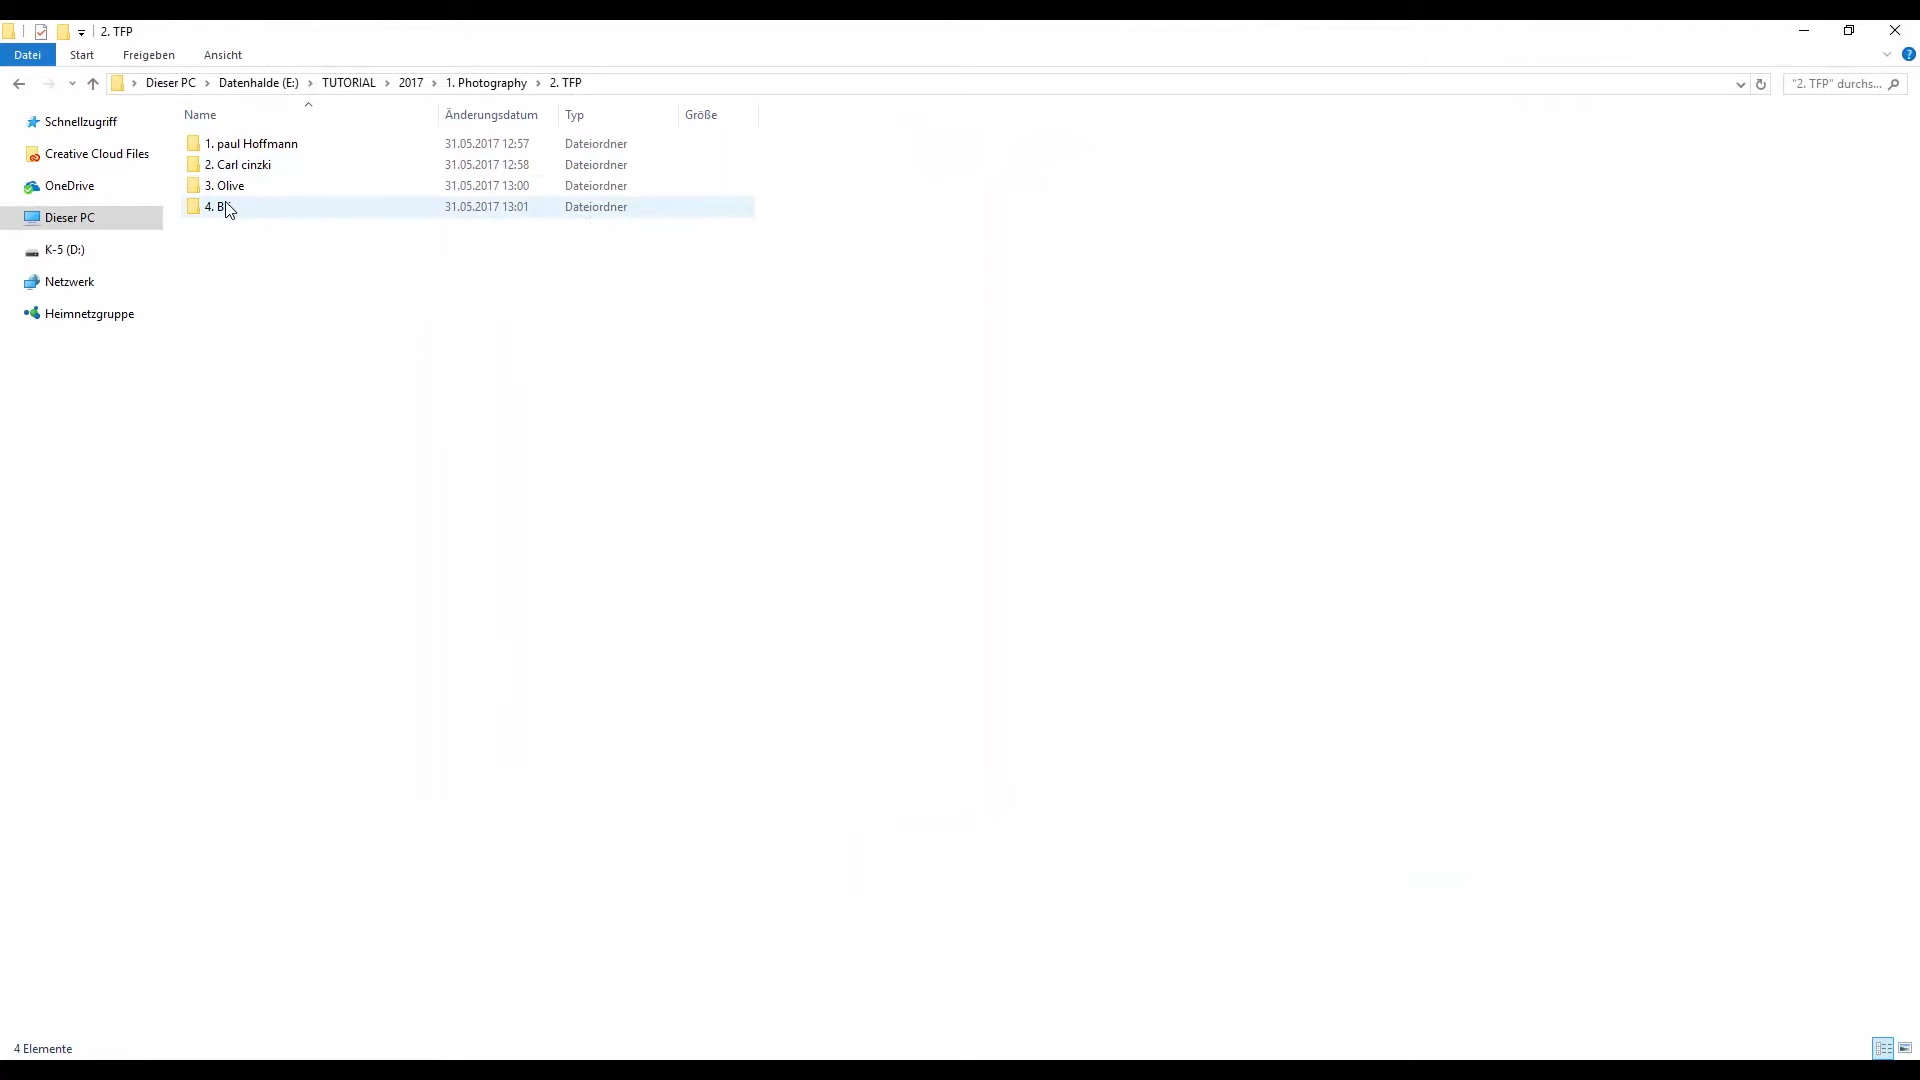 2. TFP
Datei Start Freigeben Ansicht
Dieser PC Datenhalde (E:) TUTORIAL 2017 1. Photography 2. TFP "2. TFP" durchs...
Name Änderungsdatum Typ Größe
Schnellzugriff
Creative Cloud Files
OneDrive
Dieser PC
K-5 (D:)
Netzwerk
Heimnetzgruppe
1. paul Hoffmann 31.05.2017 12:57 Dateiordner
2. Carl cinzki 31.05.2017 12:58 Dateiordner
3. Olive 31.05.2017 13:00 Dateiordner
4. 31.05.2017 13:01 Dateiordner
4 Elemente